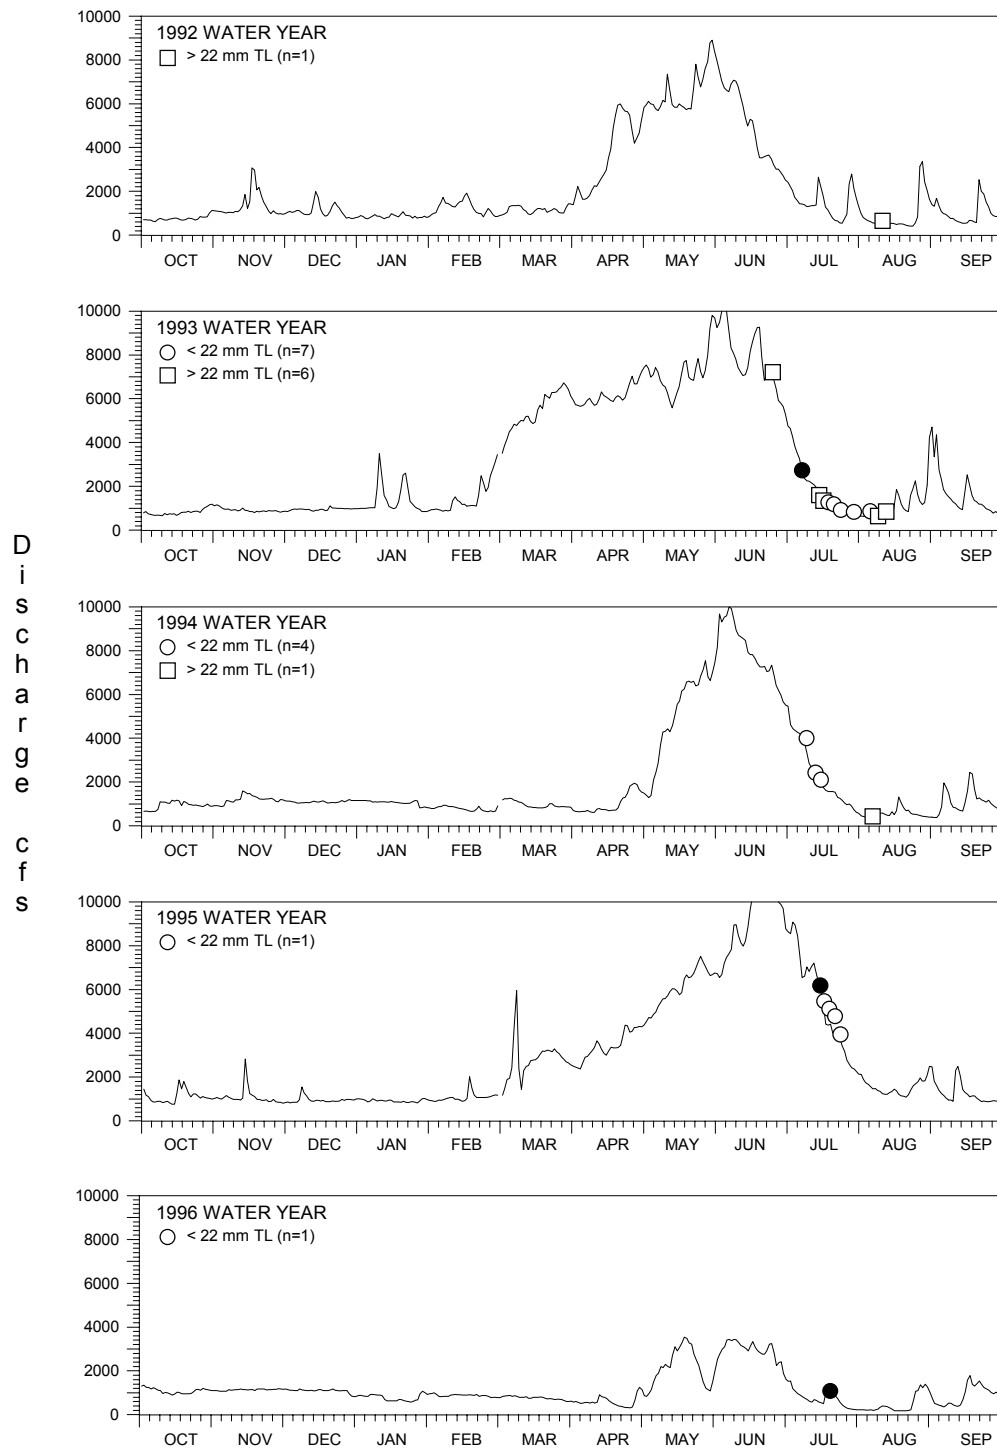 Discharge cfs
10000
8000
6000
4000
2000
0
1992 WATER YEAR
> 22 mm TL (n=1)
OCT NOV DEC JAN FEB MAR APR MAY JUN JUL AUG SEP
10000
8000
6000
4000
2000
0
1993 WATER YEAR
< 22 mm TL (n=7)
> 22 mm TL (n=6)
OCT NOV DEC JAN FEB MAR APR MAY JUN JUL AUG SEP
10000
8000
6000
4000
2000
0
1994 WATER YEAR
< 22 mm TL (n=4)
> 22 mm TL (n=1)
OCT NOV DEC JAN FEB MAR APR MAY JUN JUL AUG SEP
10000
8000
6000
4000
2000
0
1995 WATER YEAR
< 22 mm TL (n=1)
OCT NOV DEC JAN FEB MAR APR MAY JUN JUL AUG SEP
10000
8000
6000
4000
2000
0
1996 WATER YEAR
< 22 mm TL (n=1)
OCT NOV DEC JAN FEB MAR APR MAY JUN JUL AUG SEP